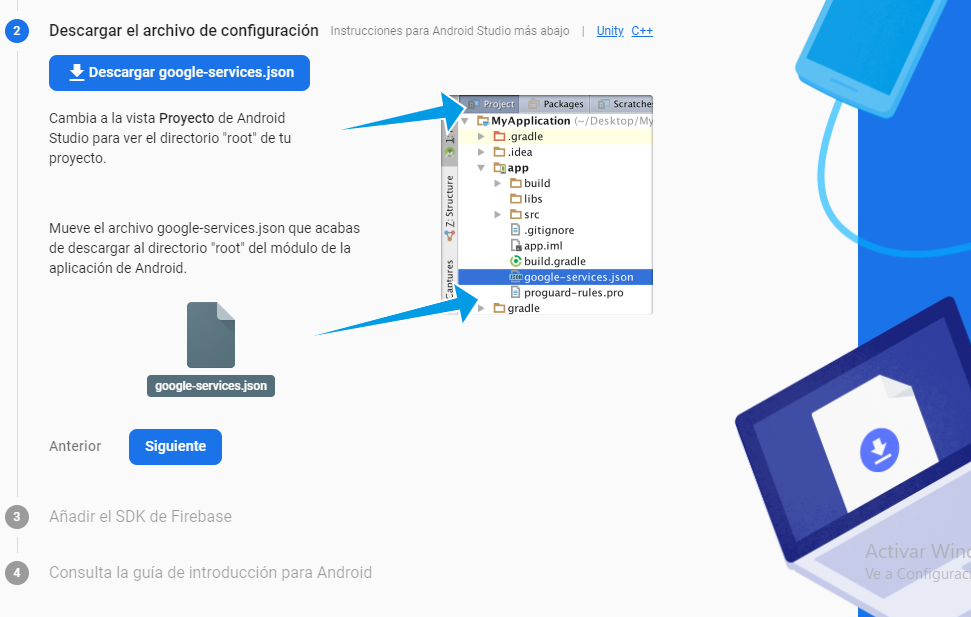 2 Descargar el archivo de configuración Instrucciones para Android Studio más abajo | Unity C++
Descargar google-services.json
Cambia a la vista Proyecto de Android
Studio para ver el directorio "root" de tu
proyecto.
Mueve el archivo google-services.json que acabas
de descargar al directorio "root" del módulo de la
aplicación de Android.
google-services.json
Project Packages Scratche
MyApplication (~/Desktop/My
.gradle
.idea
app
build
libs
src
.gitignore
app.iml
build.gradle
google-services.json
proguard-rules.pro
gradle
Z: Structure
Captures
Anterior Siguiente
3 Añadir el SDK de Firebase
4 Consulta la guía de introducción para Android
Activar Wind
Ve a Configurac